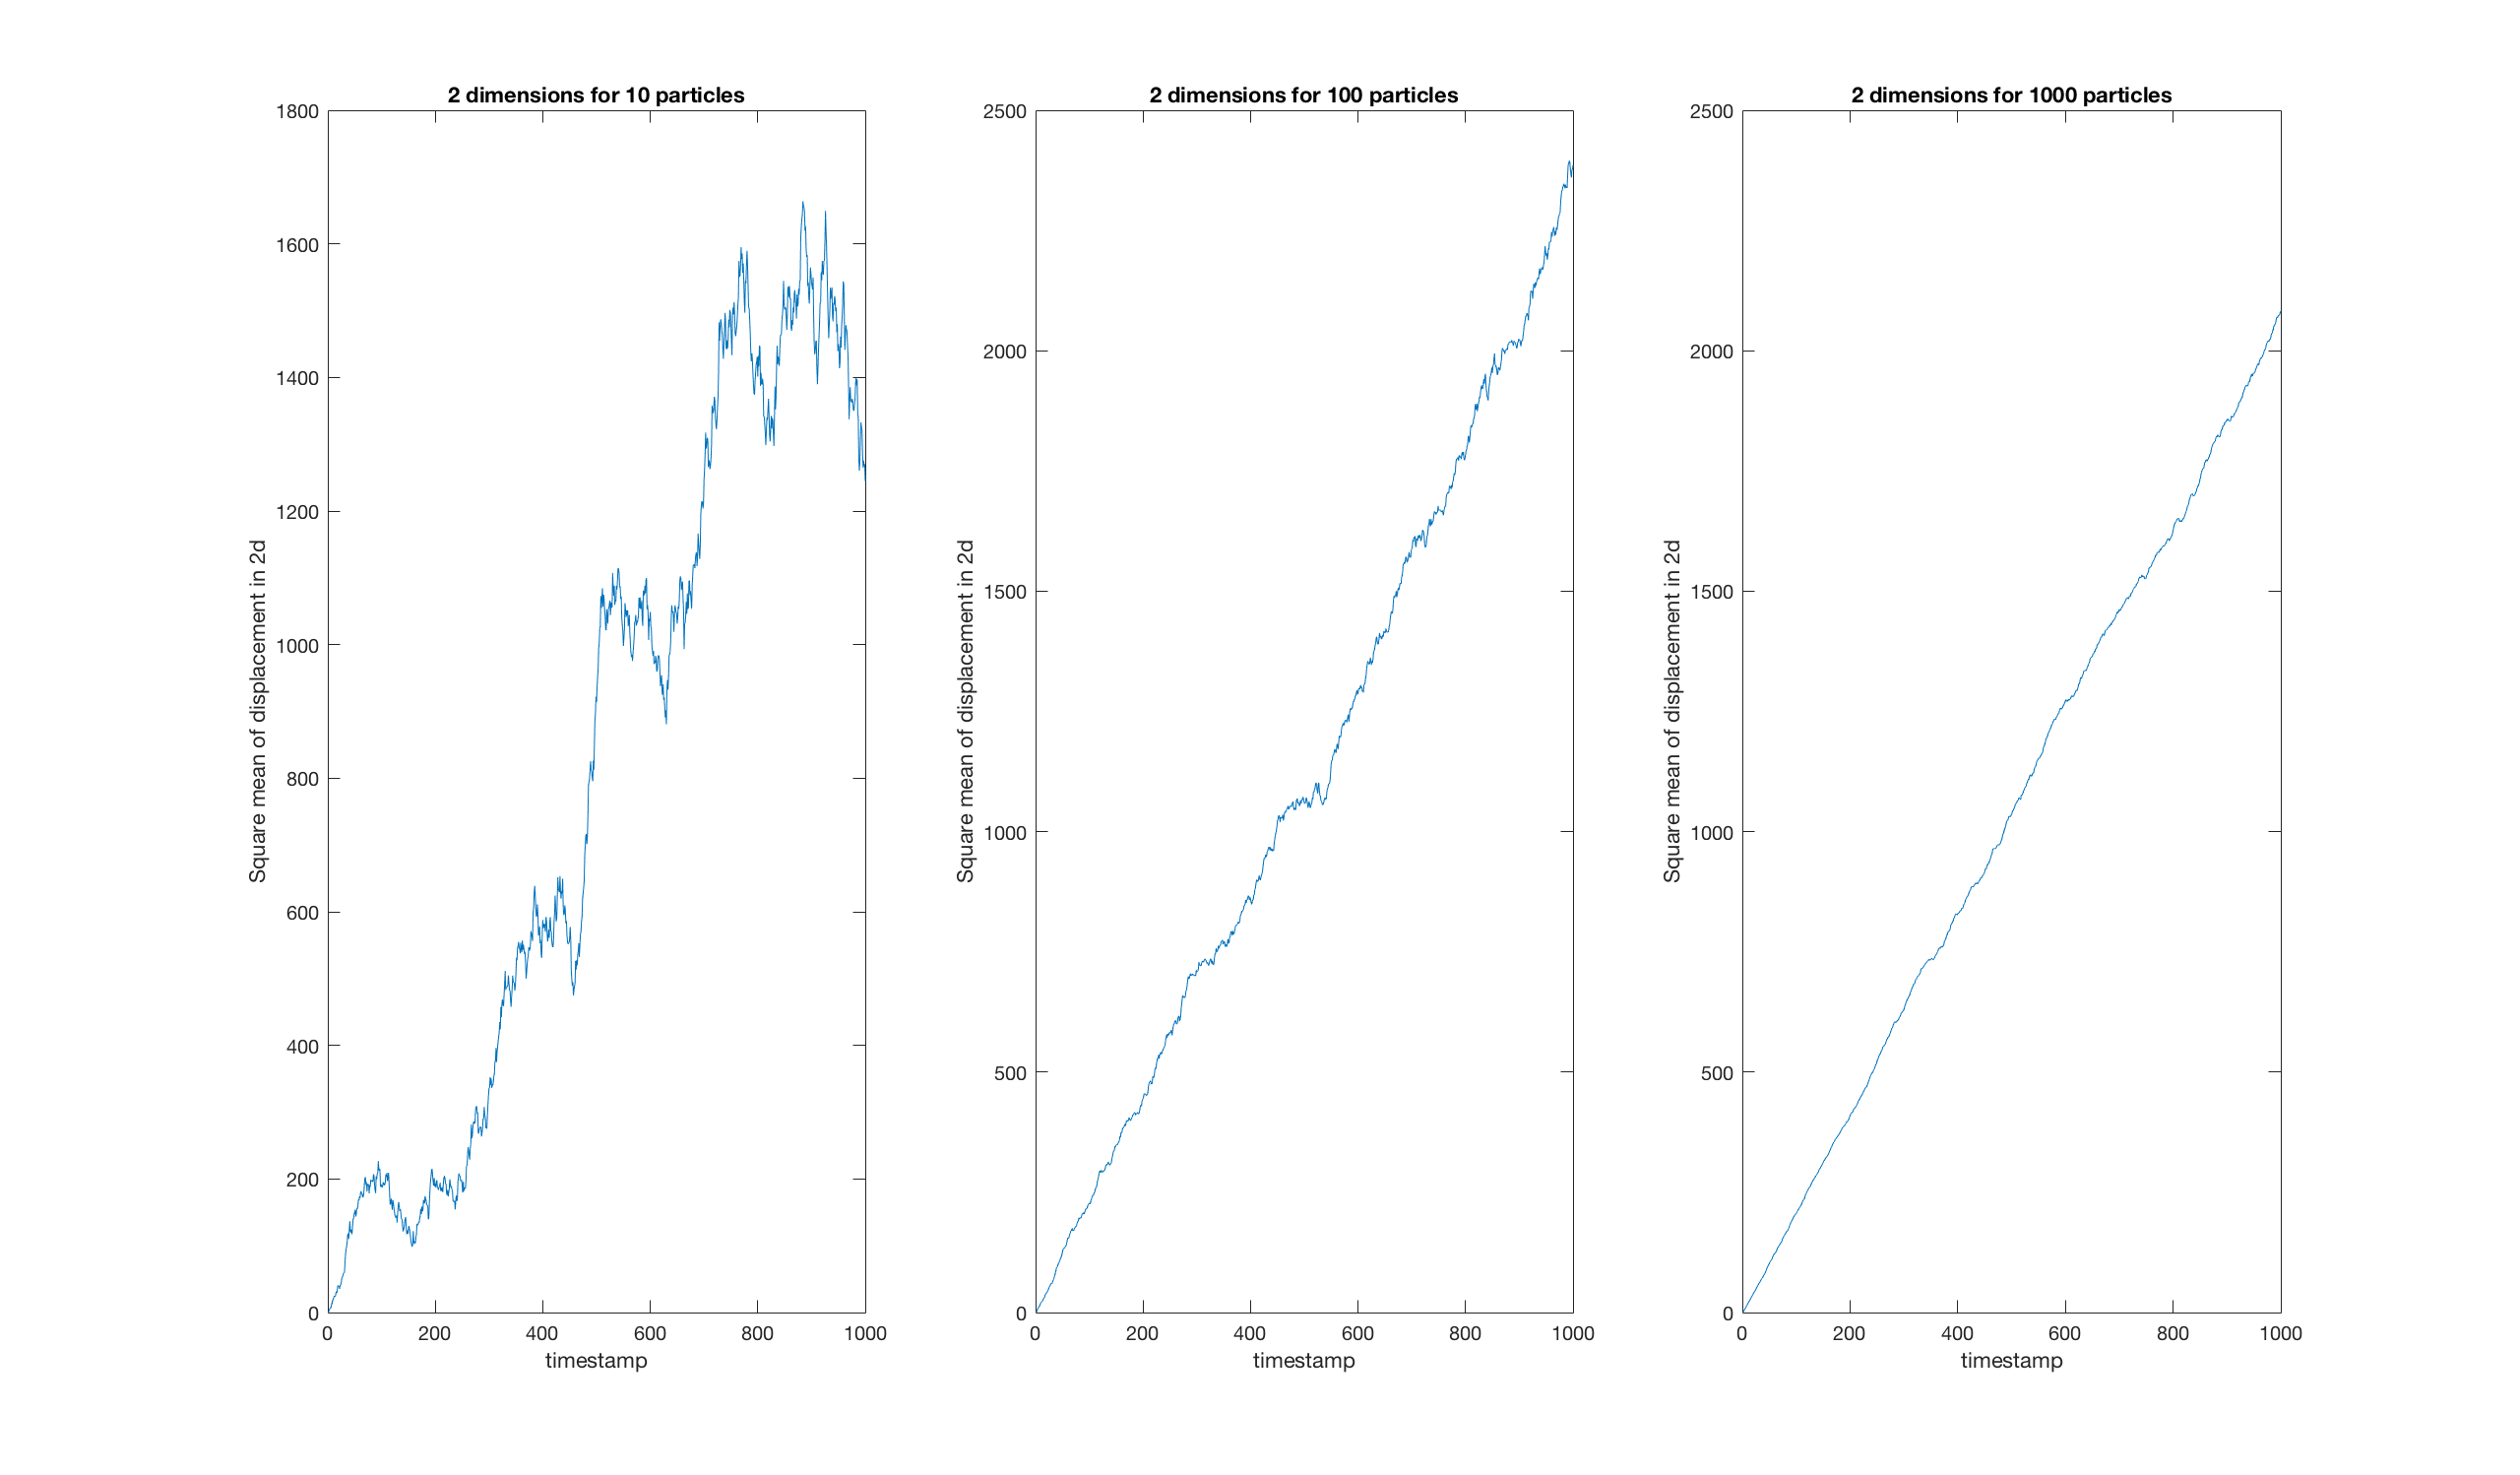 2 dimensions for 10 particles
1800
1600
1400
1200
1000
800
600
400
200
0
0 200 400 600 800 1000
timestamp
Square mean of displacement in 2d
2 dimensions for 100 particles
2500
2000
1500
1000
500
0
0 200 400 600 800 1000
timestamp
Square mean of displacement in 2d
2 dimensions for 1000 particles
2500
2000
1500
1000
500
0
0 200 400 600 800 1000
timestamp
Square mean of displacement in 2d